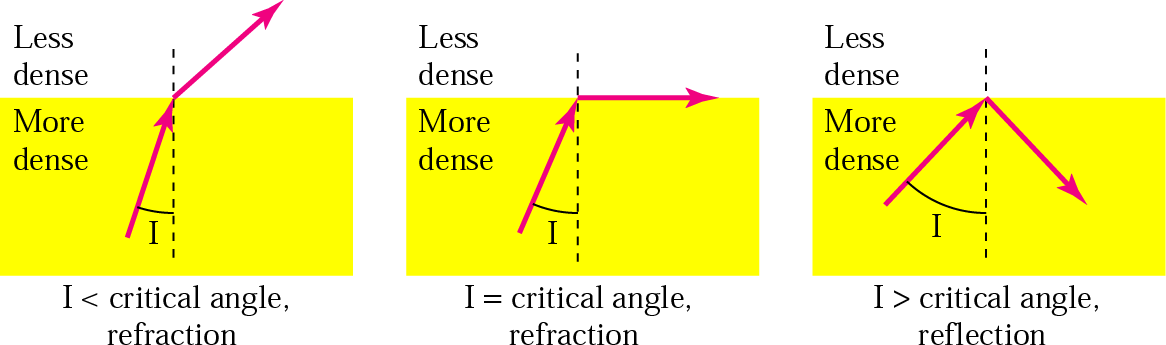 Less
dense
More
dense
I
I < critical angle,
refraction
Less
dense
More
dense
I
I = critical angle,
refraction
Less
dense
More
dense
I
I > critical angle,
reflection